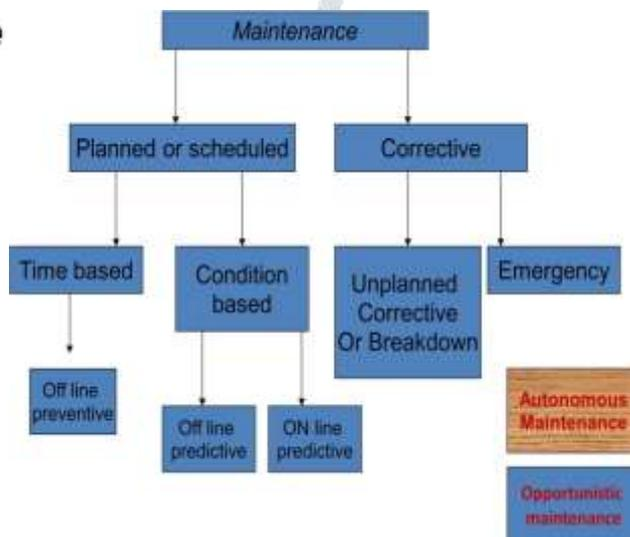 e
Maintenance
Planned or scheduled
Corrective
Time based
Condition
based
Unplanned
Corrective
Or Breakdown
Emergency
Off line
preventive
Off line
predictive
ON line
predictive
Autonomous
Maintenance
Opportunistic
maintenance